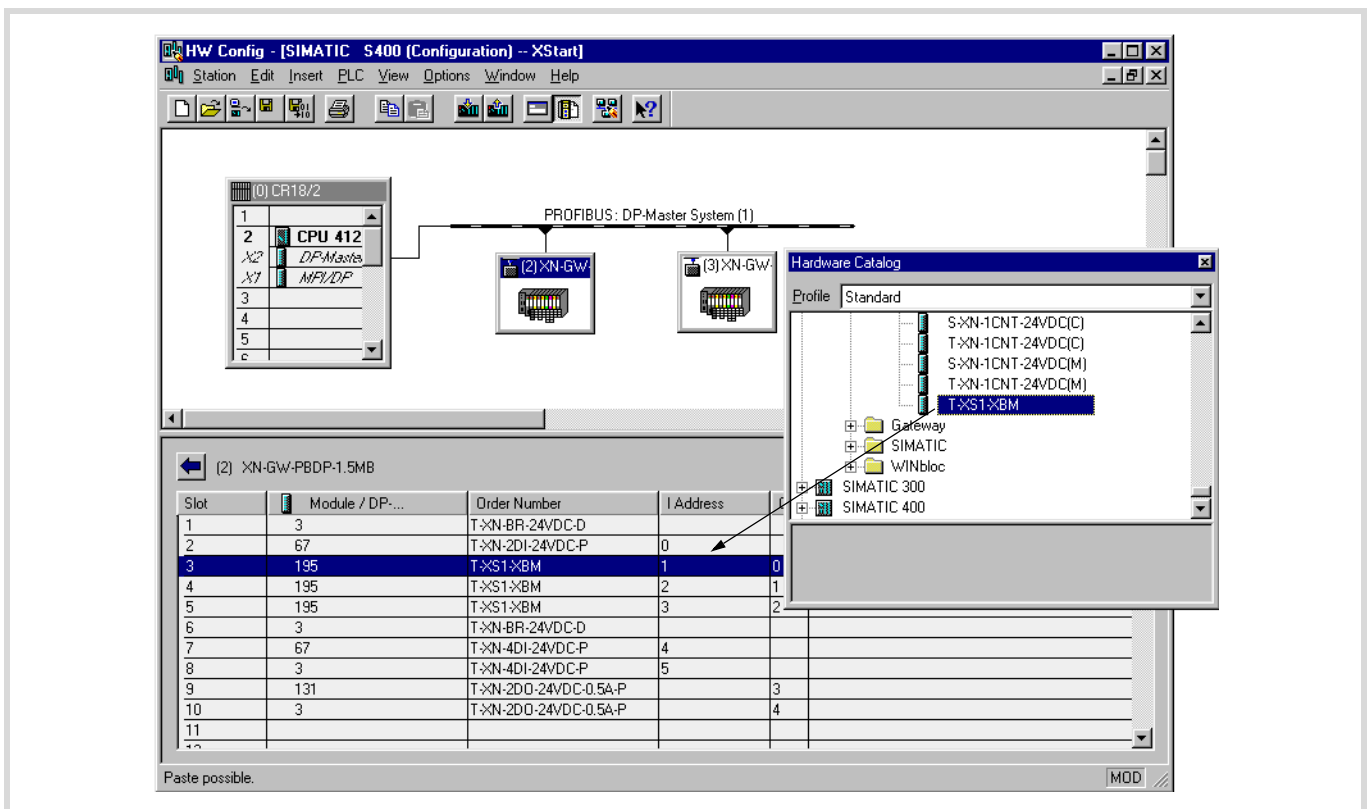 HW Config - [SIMATIC S400 (Configuration) -- XStart]
Station Edit Insert PLC View Options Window Help
(0) CR18/2
1
2 CPU 412
X2 DP-Maste
X1 MPI/DP
3
4
5
PROFIBUS: DP-Master System (1)
(2) XN-GW-
(3) XN-GW-
Hardware Catalog
Profile Standard
S-XN-1CNT-24VDC(C)
T-XN-1CNT-24VDC(C)
S-XN-1CNT-24VDC(M)
T-XN-1CNT-24VDC(M)
T-XS1-XBM
Gateway
SIMATIC
WINbloc
SIMATIC 300
SIMATIC 400
(2) XN-GW-PBDP-1.5MB
Slot Module / DP-... Order Number I Address
1 3 T-XN-BR-24VDC-D
2 67 T-XN-2DI-24VDC-P 0
3 195 T-XS1-XBM 1 0
4 195 T-XS1-XBM 2 1
5 195 T-XS1-XBM 3 2
6 3 T-XN-BR-24VDC-D
7 67 T-XN-4DI-24VDC-P 4
8 3 T-XN-4DI-24VDC-P 5
9 131 T-XN-2DO-24VDC-0.5A-P 3
10 3 T-XN-2DO-24VDC-0.5A-P 4
11
Paste possible. MOD